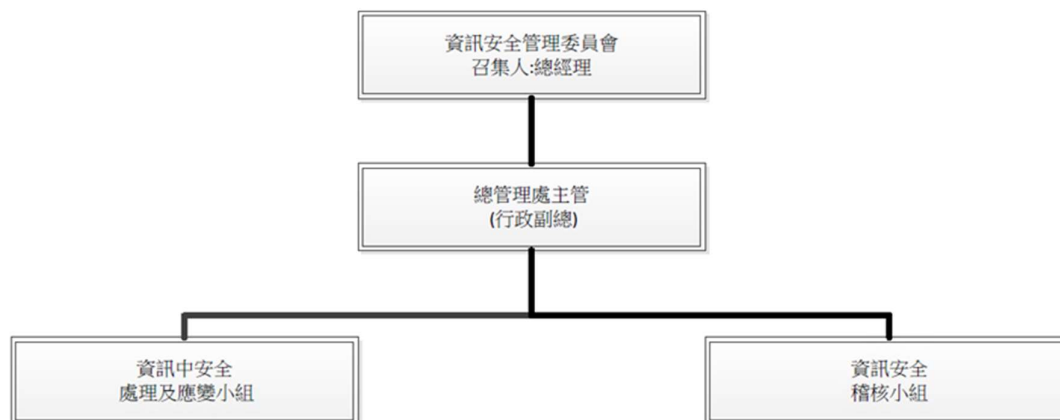 資訊安全管理委員會
召集人:總經理
總管理處主管
(行政副總)
資訊中安全
處理及應變小組
資訊安全
稽核小組